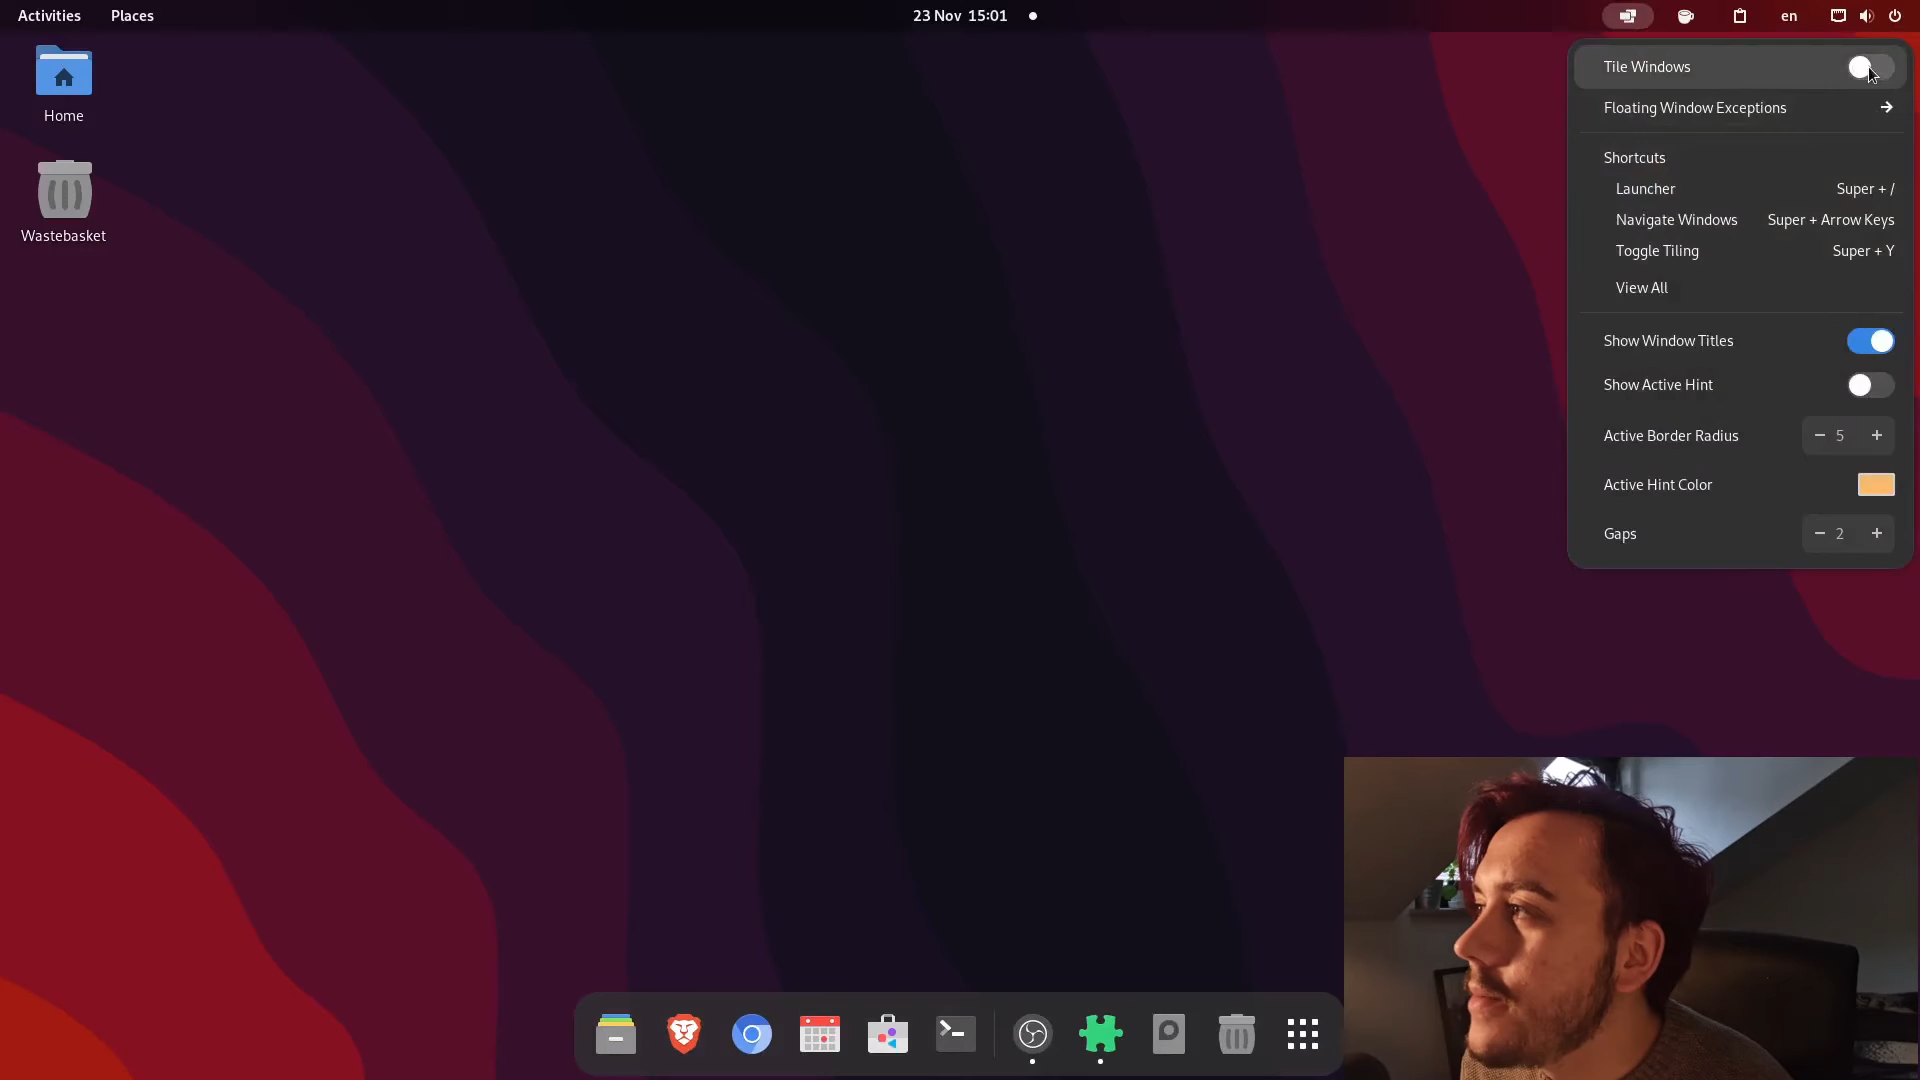 Activities Places 23 Nov 15:01 en
Home
Wastebasket
Tile Windows
Floating Window Exceptions
Shortcuts
Launcher Super + /
Navigate Windows Super + Arrow Keys
Toggle Tiling Super + Y
View All
Show Window Titles
Show Active Hint
Active Border Radius − 5 +
Active Hint Color
Gaps − 2 +